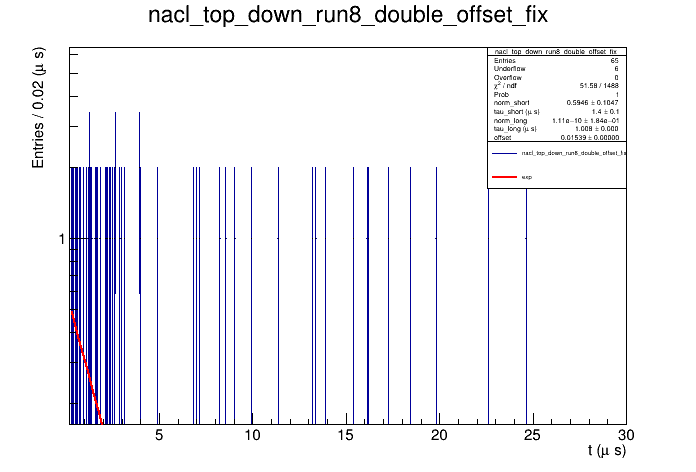 nacl_top_down_run8_double_offset_fix
Entries / 0.02 (μ s)
1
nacl_top_down_run8_double_offset_fix
Entries 65
Underflow 6
Overflow 0
χ² / ndf 51.58 / 1488
Prob 1
norm_short 0.5946 ± 0.1047
tau_short (μ s) 1.4 ± 0.1
norm_long 1.11e−10 ± 1.84e−01
tau_long (μ s) 1.008 ± 0.000
offset 0.01539 ± 0.00000
nacl_top_down_run8_double_offset_fix
exp
5 10 15 20 25 30
t (μ s)